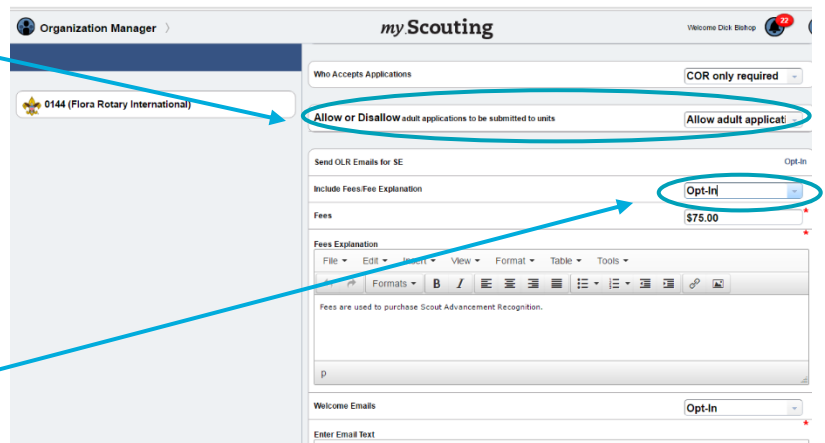 Organization Manager
my.Scouting
Welcome Dick Bishop
22
0144 (Flora Rotary International)
Who Accepts Applications
COR only required
Allow or Disallow adult applications to be submitted to units
Allow adult applicati
Send OLR Emails for SE
Opt-In
Include Fees/Fee Explanation
Opt-In
Fees
$75.00
*
*
Fees Explanation
File Edit Insert View Format Table Tools
Formats B I
Fees are used to purchase Scout Advancement Recognition.
p
Welcome Emails
Opt-In
*
Enter Email Text